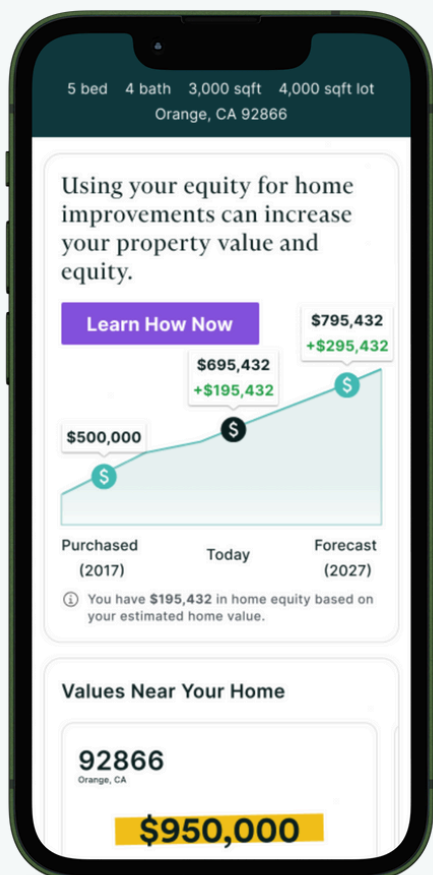 5 bed 4 bath 3,000 sqft 4,000 sqft lot
Orange, CA 92866
Using your equity for home
improvements can increase
your property value and
equity.
Learn How Now
$795,432
+$295,432
$695,432
+$195,432
$500,000
$
$
$
Purchased
(2017)
Today
Forecast
(2027)
You have $195,432 in home equity based on
your estimated home value.
Values Near Your Home
92866
Orange, CA
$950,000